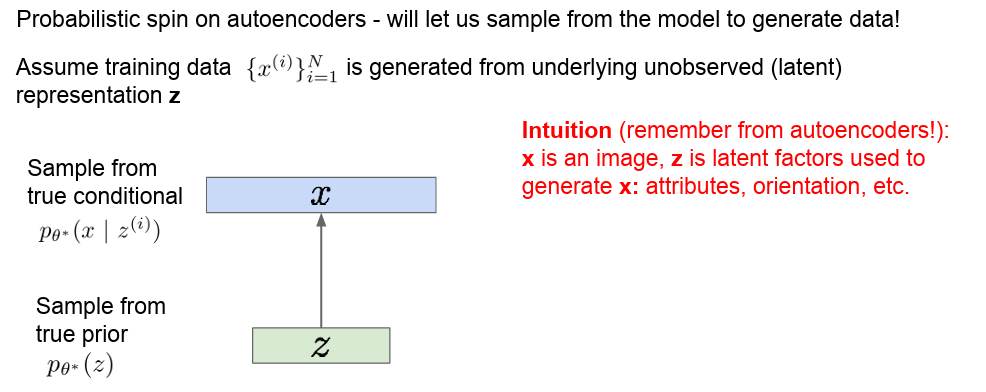 Probabilistic spin on autoencoders - will let us sample from the model to generate data!
Assume training data {x^{(i)}}_{i=1}^{N} is generated from underlying unobserved (latent)
representation z
Intuition (remember from autoencoders!):
x is an image, z is latent factors used to
generate x: attributes, orientation, etc.
Sample from
true conditional
p_{θ*}(x | z^{(i)})
x
Sample from
true prior
p_{θ*}(z)
z